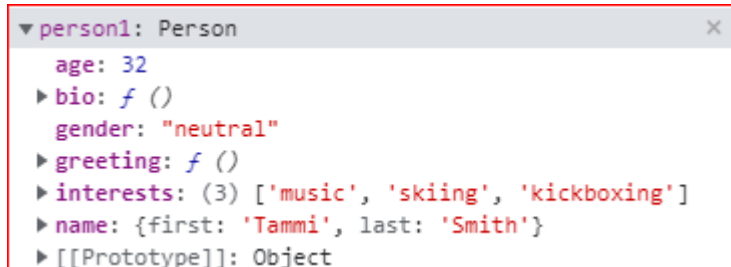 person1: Person ×
age: 32
bio: ƒ ()
gender: "neutral"
greeting: ƒ ()
interests: (3) ['music', 'skiing', 'kickboxing']
name: {first: 'Tammi', last: 'Smith'}
[[Prototype]]: Object